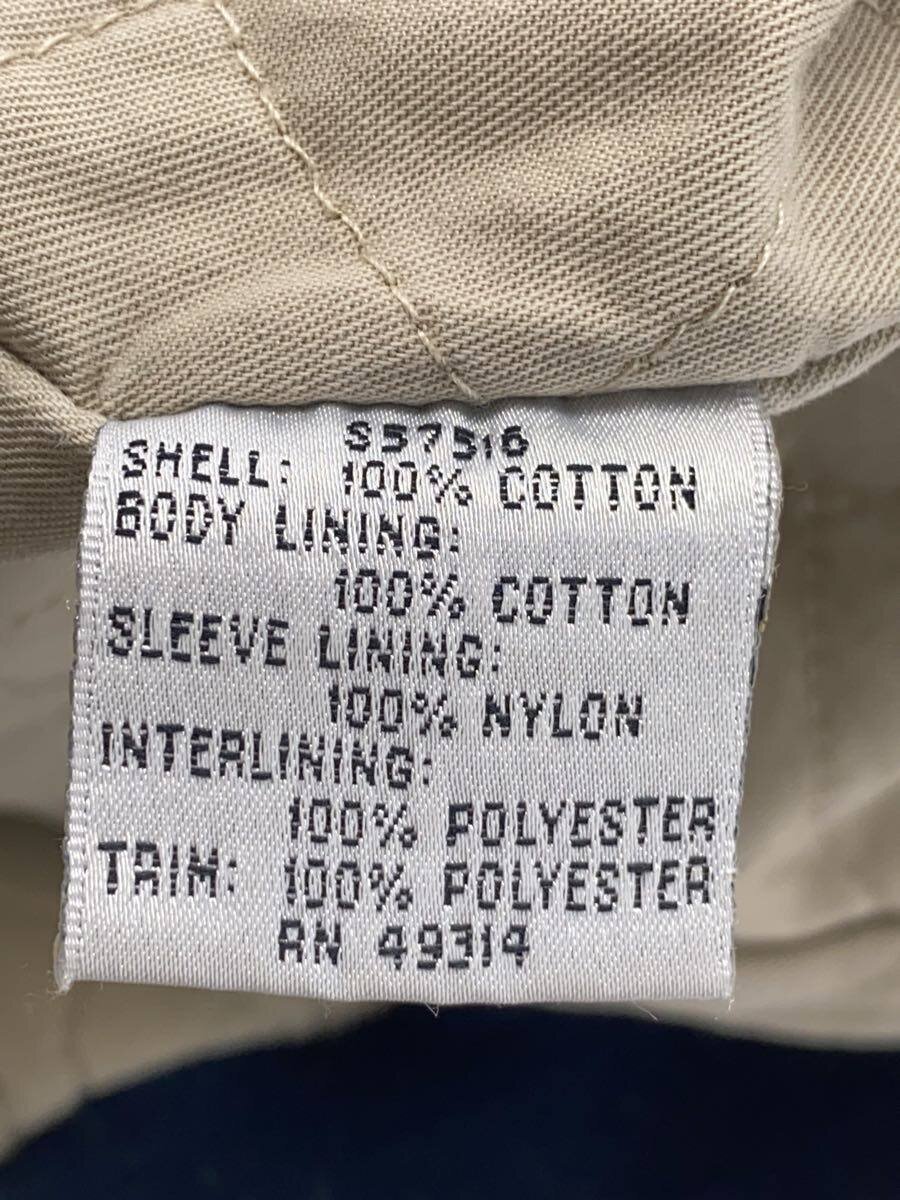 S57516
SHELL: 100% COTTON
BODY LINING:
100% COTTON
SLEEVE LINING:
100% NYLON
INTERLINING:
100% POLYESTER
TRIM: 100% POLYESTER
RN 49314